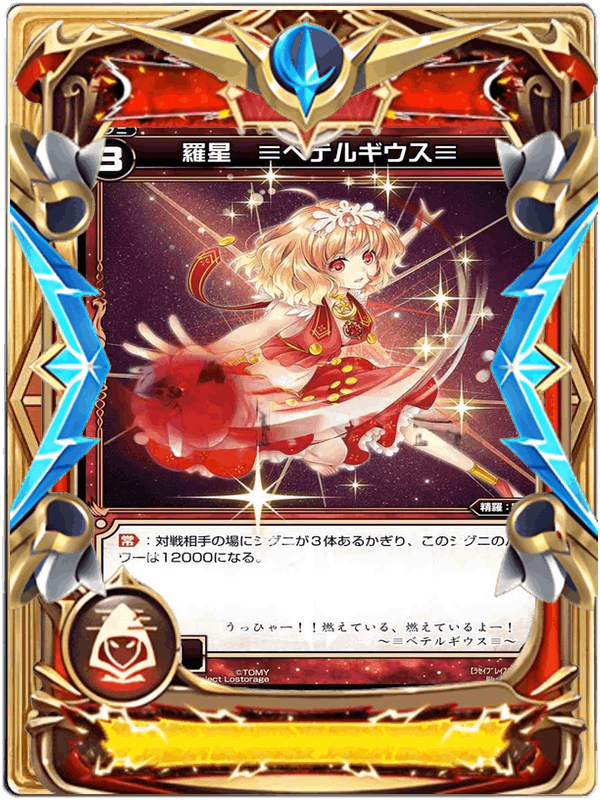 3
羅星 ≡ベテルギウス≡
精羅：
常：対戦相手の場にシグニが3体あるかぎり、このシグニの
ワーは12000になる。
うっひゃー！！燃えている、燃えているよー！
～≡ベテルギウス≡～
©TOMY
ject Lostorage